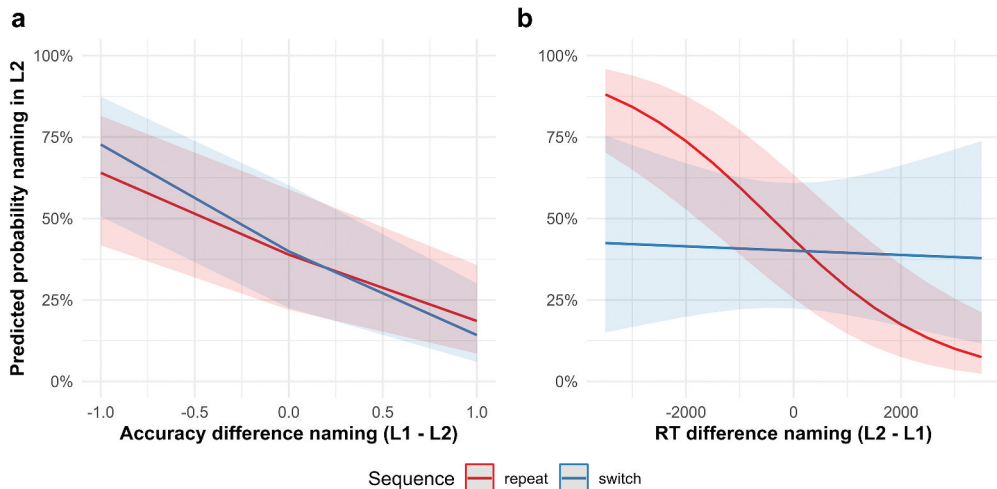 a
b
Predicted probability naming in L2
100%
75%
50%
25%
0%
-1.0 -0.5 0.0 0.5 1.0
Accuracy difference naming (L1 - L2)
100%
75%
50%
25%
0%
-2000 0 2000
RT difference naming (L2 - L1)
Sequence repeat switch